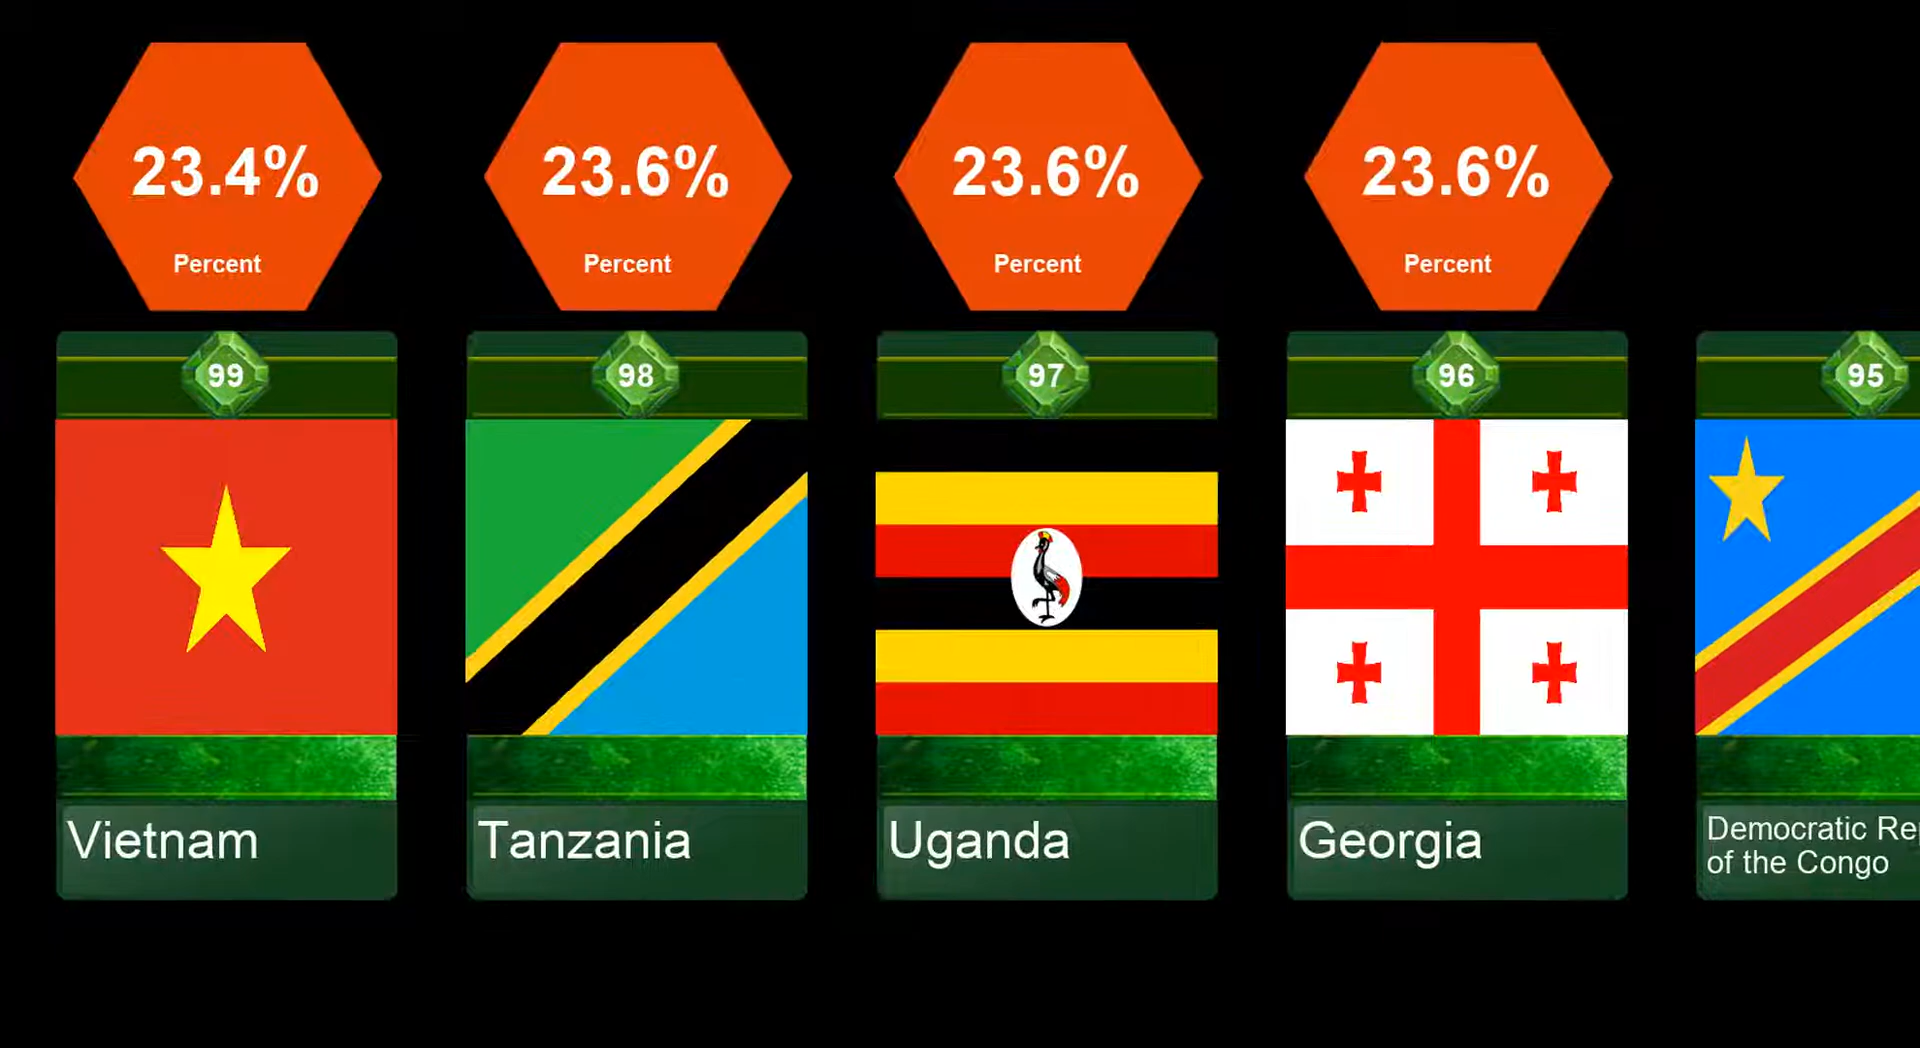 23.4%
Percent
99
Vietnam
23.6%
Percent
98
Tanzania
23.6%
Percent
97
Uganda
23.6%
Percent
96
Georgia
95
Democratic
of the Congo